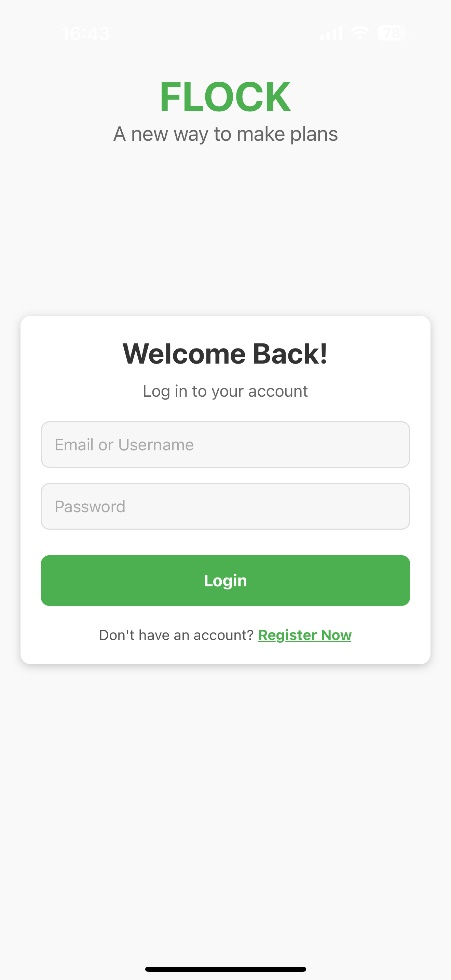 16:43
78
FLOCK
A new way to make plans
Welcome Back!
Log in to your account
Email or Username
Password
Login
Don't have an account? Register Now